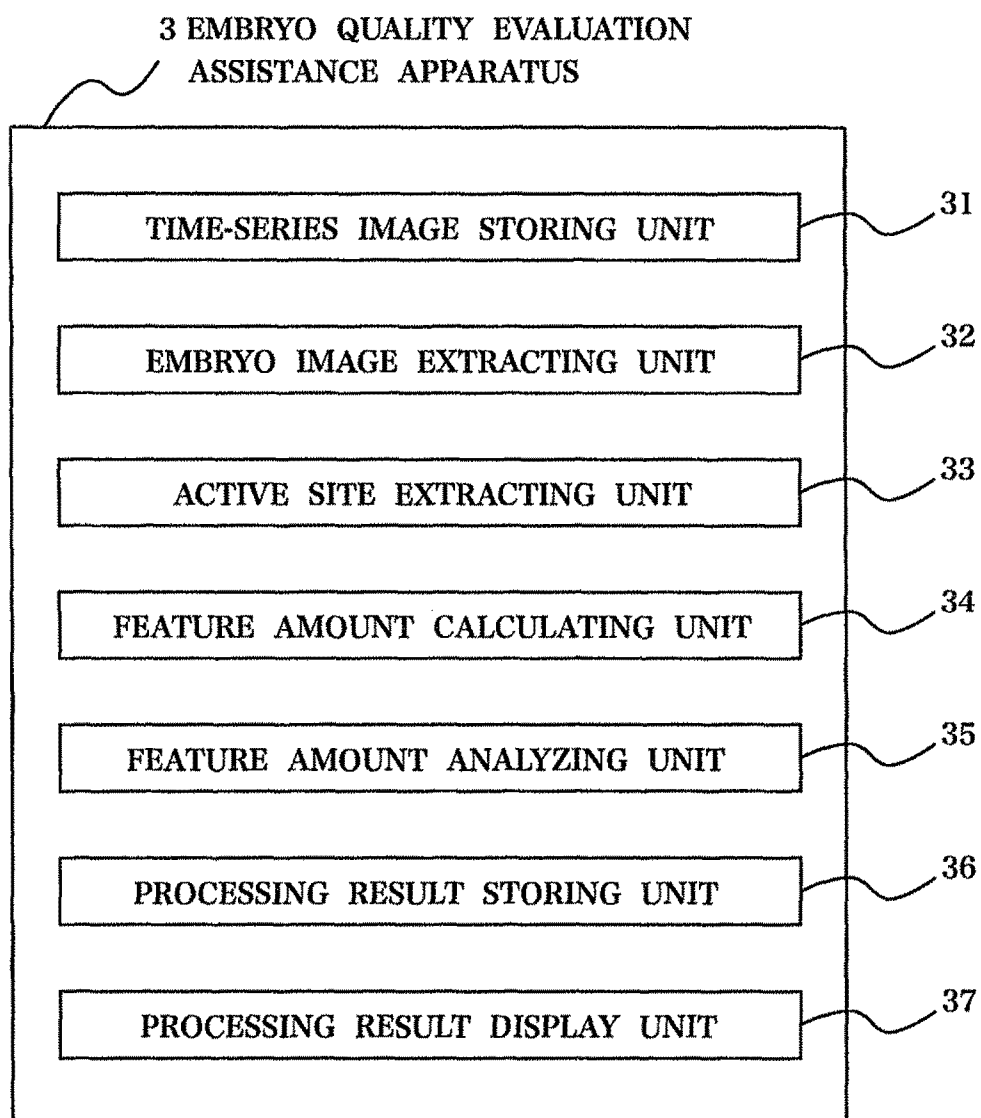 3 EMBRYO QUALITY EVALUATION
ASSISTANCE APPARATUS
TIME-SERIES IMAGE STORING UNIT
31
EMBRYO IMAGE EXTRACTING UNIT
32
ACTIVE SITE EXTRACTING UNIT
33
FEATURE AMOUNT CALCULATING UNIT
34
FEATURE AMOUNT ANALYZING UNIT
35
PROCESSING RESULT STORING UNIT
36
PROCESSING RESULT DISPLAY UNIT
37